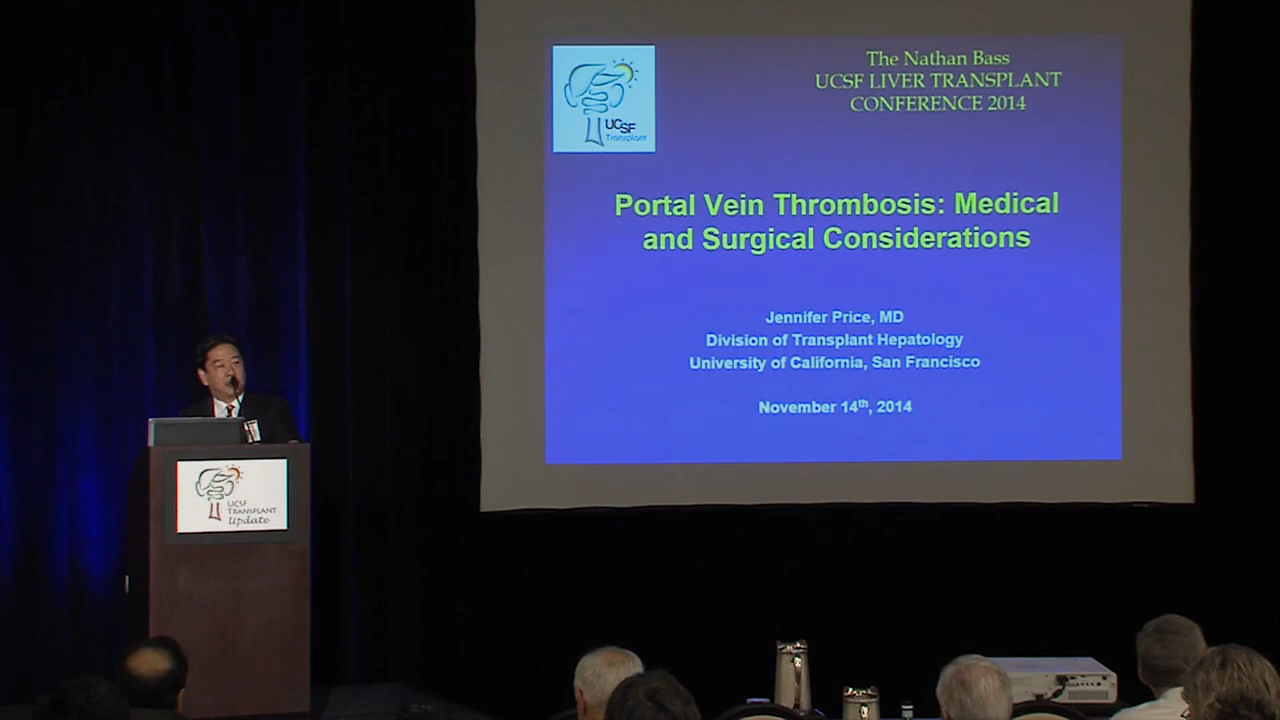 The Nathan Bass
UCSF LIVER TRANSPLANT
CONFERENCE 2014
UCSF
Transplant
Portal Vein Thrombosis: Medical
and Surgical Considerations
Jennifer Price, MD
Division of Transplant Hepatology
University of California, San Francisco
November 14th, 2014
UCSF
TRANSPLANT
Update